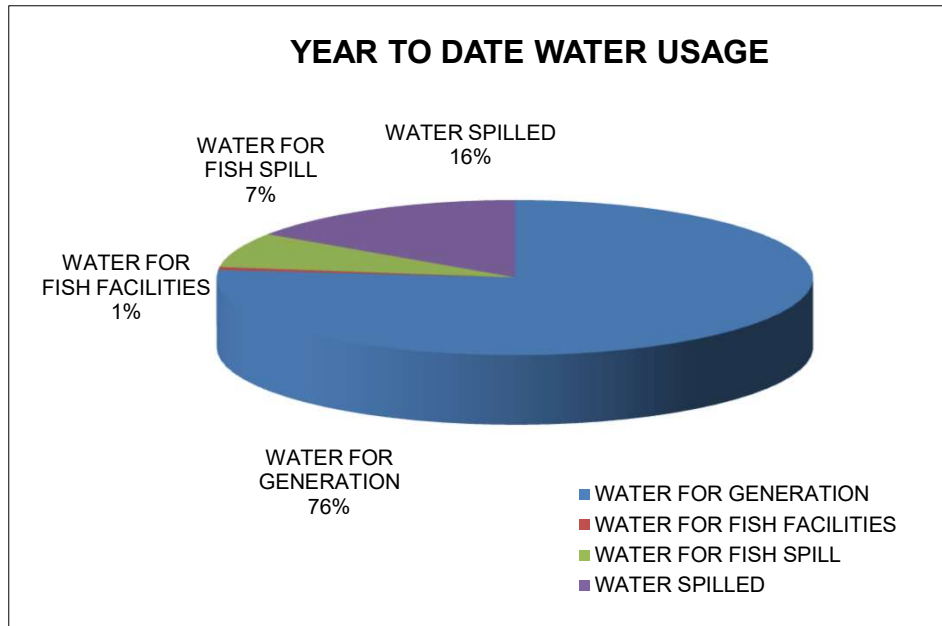 YEAR TO DATE WATER USAGE
WATER SPILLED
16%
WATER FOR
FISH SPILL
7%
WATER FOR
FISH FACILITIES
1%
WATER FOR
GENERATION
76%
WATER FOR GENERATION
WATER FOR FISH FACILITIES
WATER FOR FISH SPILL
WATER SPILLED